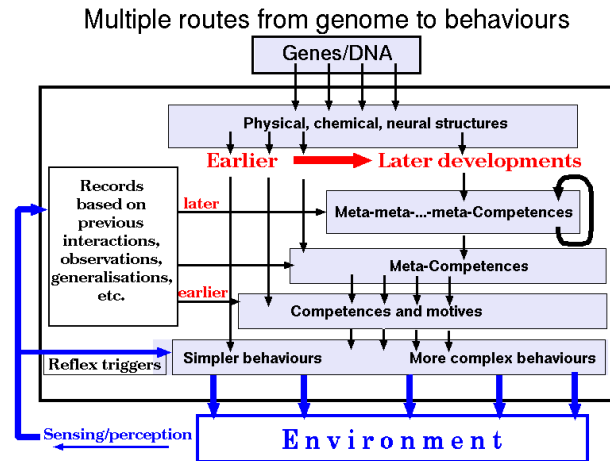 Multiple routes from genome to behaviours
Genes/DNA
Physical, chemical, neural structures
Earlier
Later developments
Records
based on
previous
interactions,
observations,
generalisations,
etc.
later
Meta-meta-...-meta-Competences
Meta-Competences
earlier
Competences and motives
Reflex triggers
Simpler behaviours
More complex behaviours
Sensing/perception
Environment